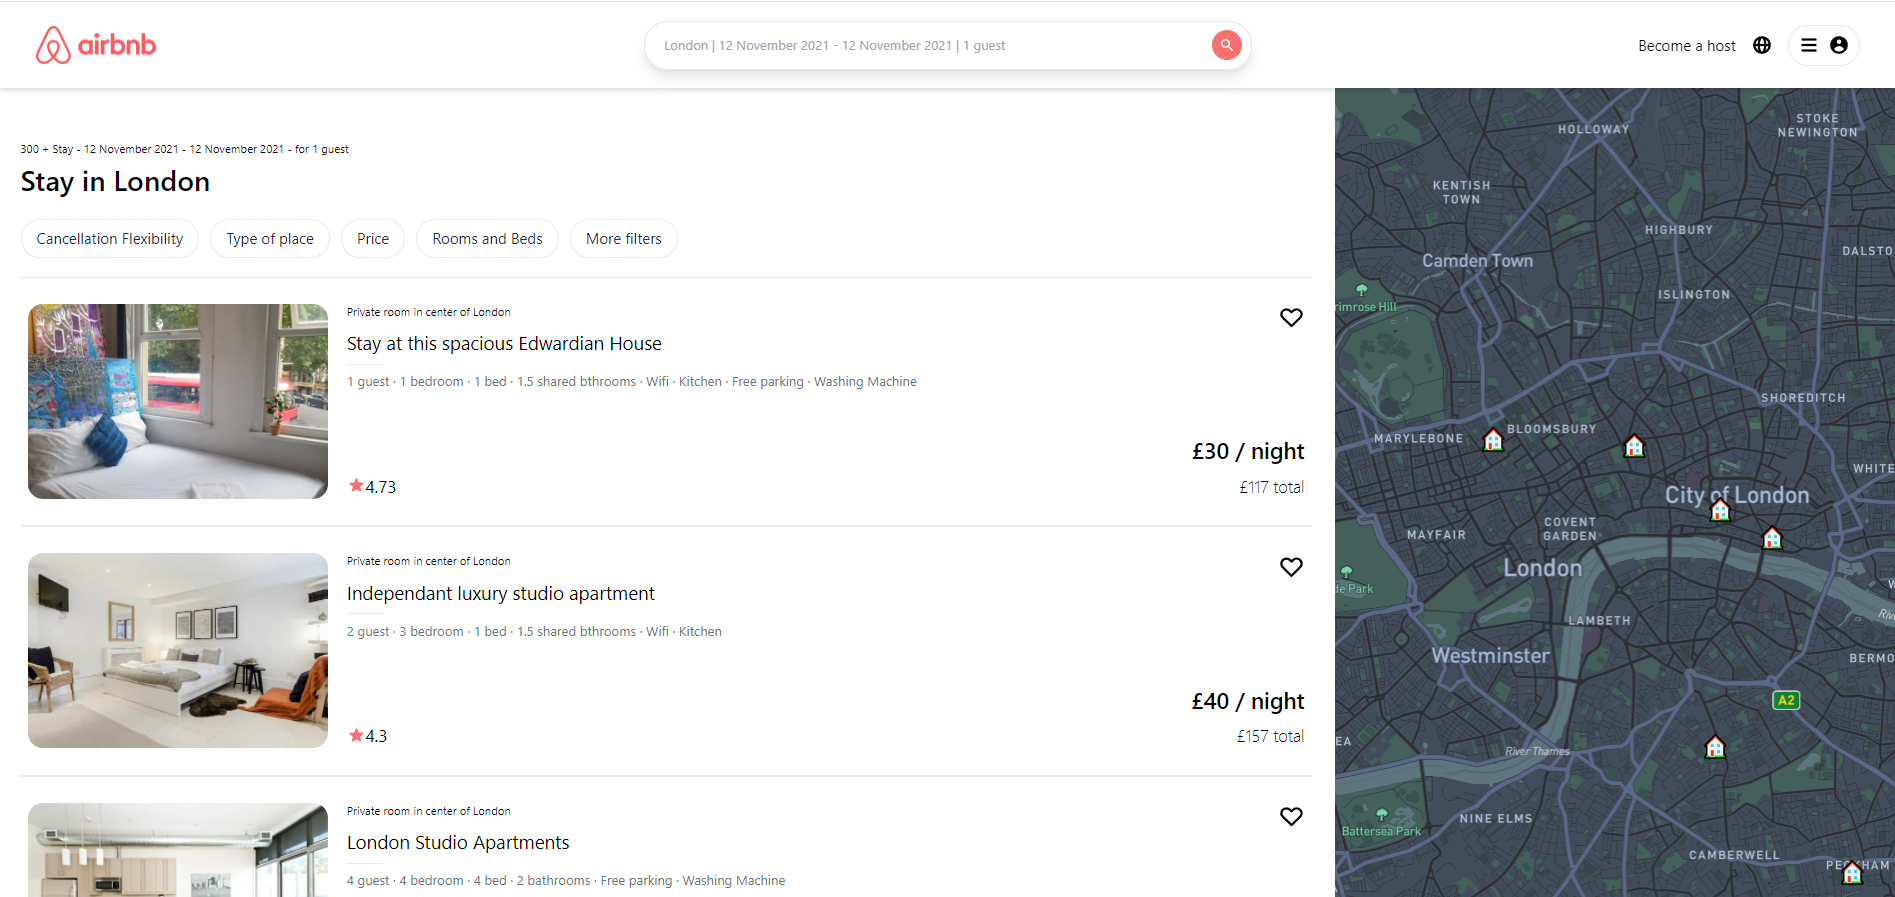 airbnb
London | 12 November 2021 - 12 November 2021 | 1 guest
Become a host
300 + Stay - 12 November 2021 - 12 November 2021 - for 1 guest
Stay in London
Cancellation Flexibility
Type of place
Price
Rooms and Beds
More filters
Private room in center of London
Stay at this spacious Edwardian House
1 guest · 1 bedroom · 1 bed · 1.5 shared bthrooms · Wifi · Kitchen · Free parking · Washing Machine
£30 / night
4.73
£117 total
Private room in center of London
Independant luxury studio apartment
2 guest · 3 bedroom · 1 bed · 1.5 shared bthrooms · Wifi · Kitchen
£40 / night
4.3
£157 total
Private room in center of London
London Studio Apartments
4 guest · 4 bedroom · 4 bed · 2 bathrooms · Free parking · Washing Machine
HOLLOWAY
STOKE
NEWINGTON
KENTISH
TOWN
HIGHBURY
DALSTO
Camden Town
ISLINGTON
rimrose Hill
SHOREDITCH
MARYLEBONE
BLOOMSBURY
WHITE
City of London
MAYFAIR
COVENT
GARDEN
London
de Park
LAMBETH
Westminster
BERMO
A2
EA
River Thames
NINE ELMS
Battersea Park
CAMBERWELL